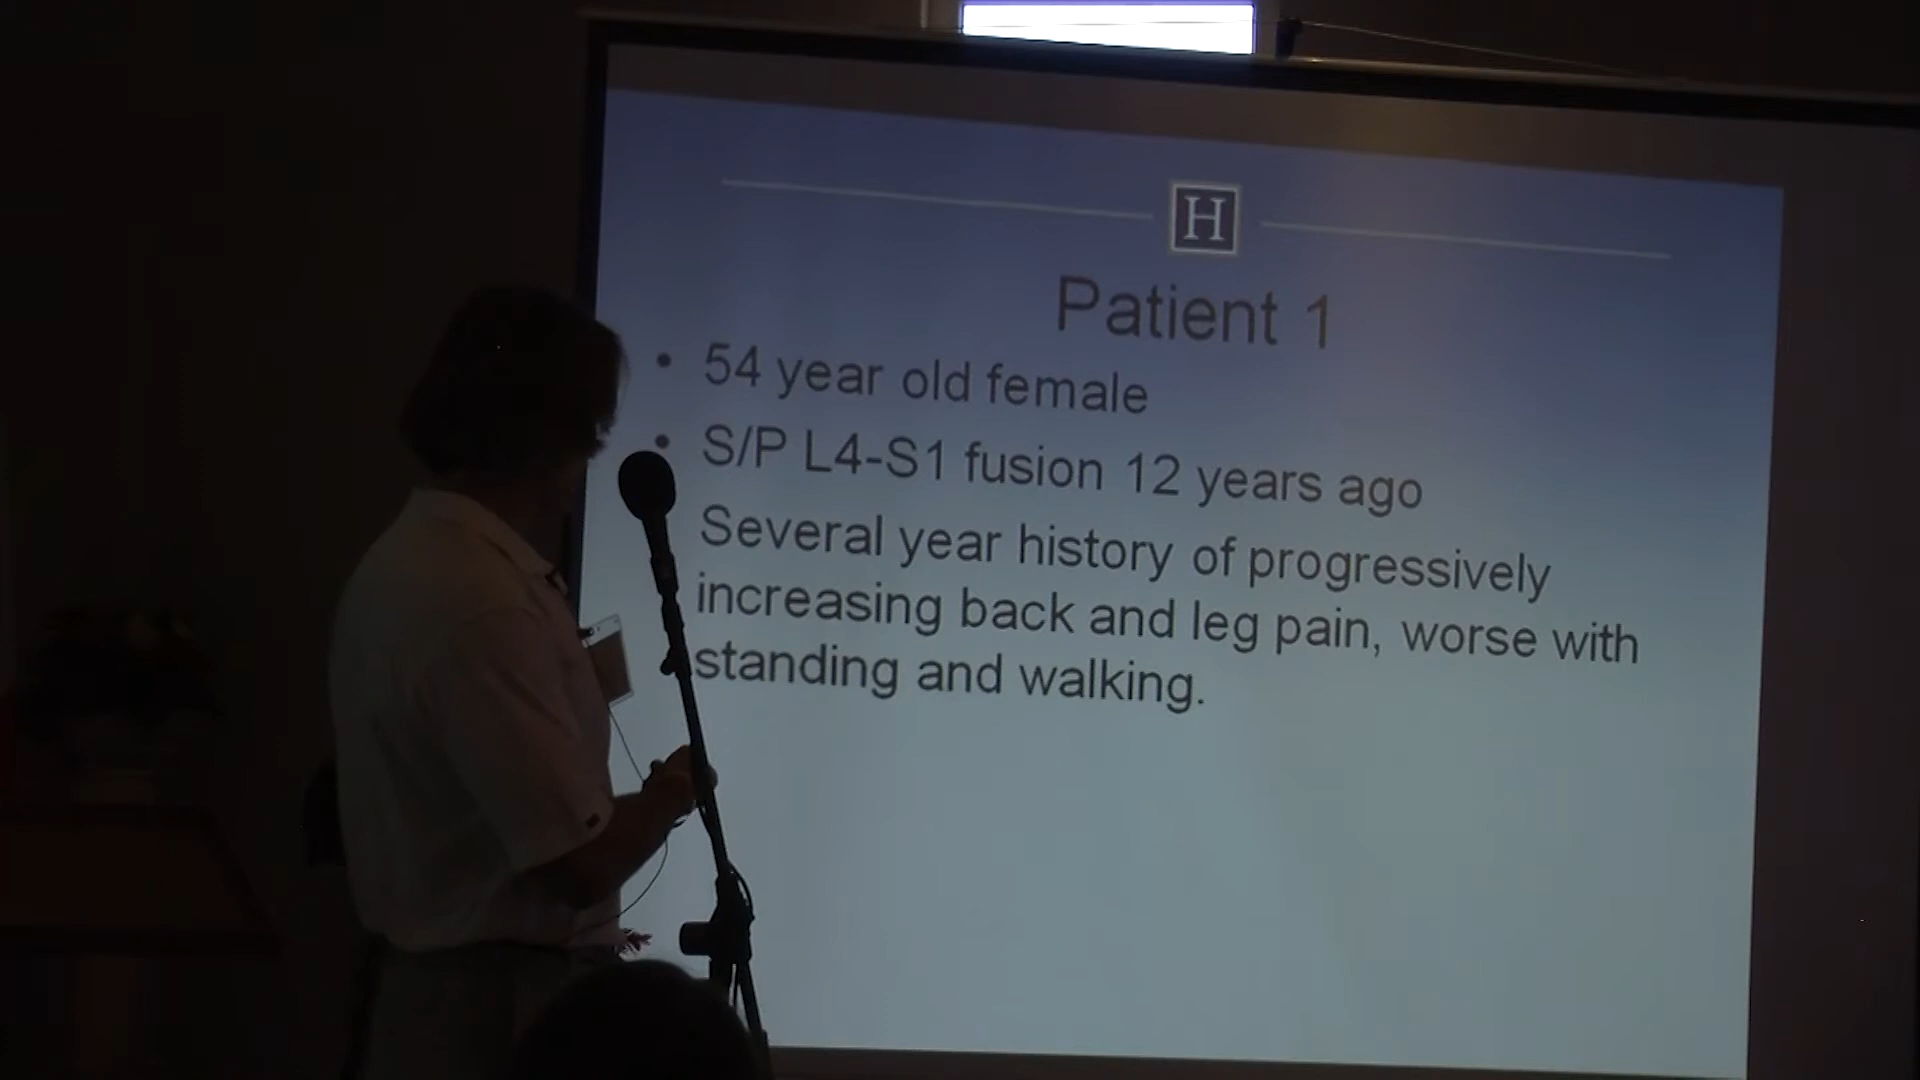 H
Patient 1
• 54 year old female
• S/P L4-S1 fusion 12 years ago
Several year history of progressively
increasing back and leg pain, worse with
standing and walking.